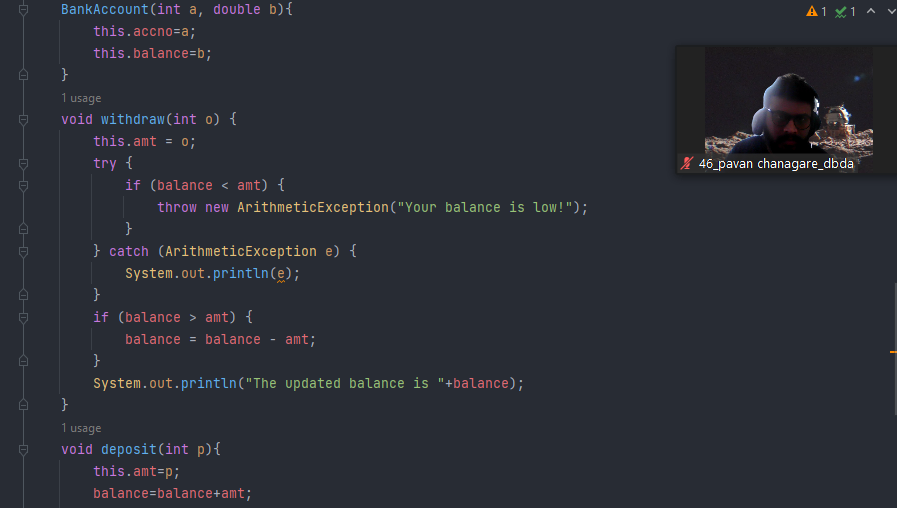 BankAccount(int a, double b){
this.accno=a;
this.balance=b;
}
1 usage
void withdraw(int o) {
this.amt = o;
try {
if (balance < amt) {
throw new ArithmeticException("Your balance is low!");
}
} catch (ArithmeticException e) {
System.out.println(e);
}
if (balance > amt) {
balance = balance - amt;
}
System.out.println("The updated balance is "+balance);
}
1 usage
void deposit(int p){
this.amt=p;
balance=balance+amt;
1 1
46_pavan chanagare_dbda